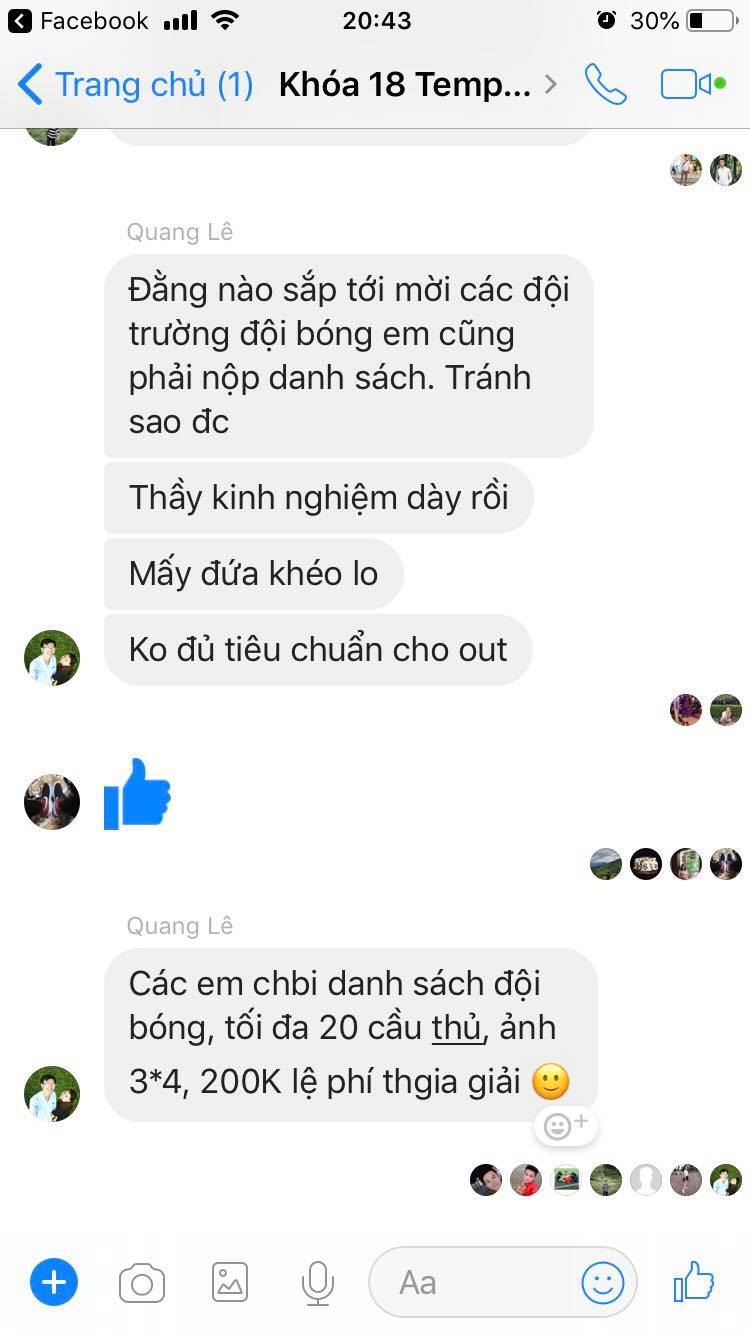 Facebook
20:43
30%
Trang chủ (1)
Khóa 18 Temp...
Quang Lê
Đằng nào sắp tới mời các đội
trường đội bóng em cũng
phải nộp danh sách. Tránh
sao đc
Thầy kinh nghiệm dày rồi
Mấy đứa khéo lo
Ko đủ tiêu chuẩn cho out
Quang Lê
Các em chbi danh sách đội
bóng, tối đa 20 cầu thủ, ảnh
3*4, 200K lệ phí thgia giải 🙂
Aa